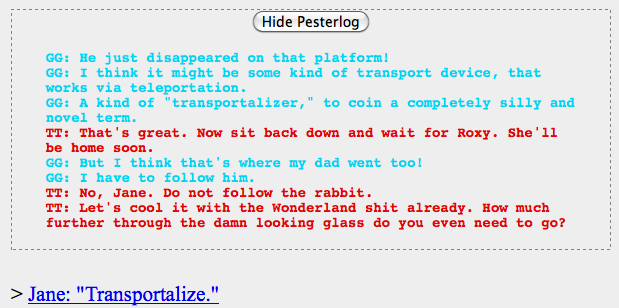 Hide Pesterlog
GG: He just disappeared on that platform!
GG: I think it might be some kind of transport device, that
works via teleportation.
GG: A kind of "transportalizer," to coin a completely silly and
novel term.
TT: That's great. Now sit back down and wait for Roxy. She'll
be home soon.
GG: But I think that's where my dad went too!
GG: I have to follow him.
TT: No, Jane. Do not follow the rabbit.
TT: Let's cool it with the Wonderland shit already. How much
further through the damn looking glass do you even need to go?
> Jane: "Transportalize."